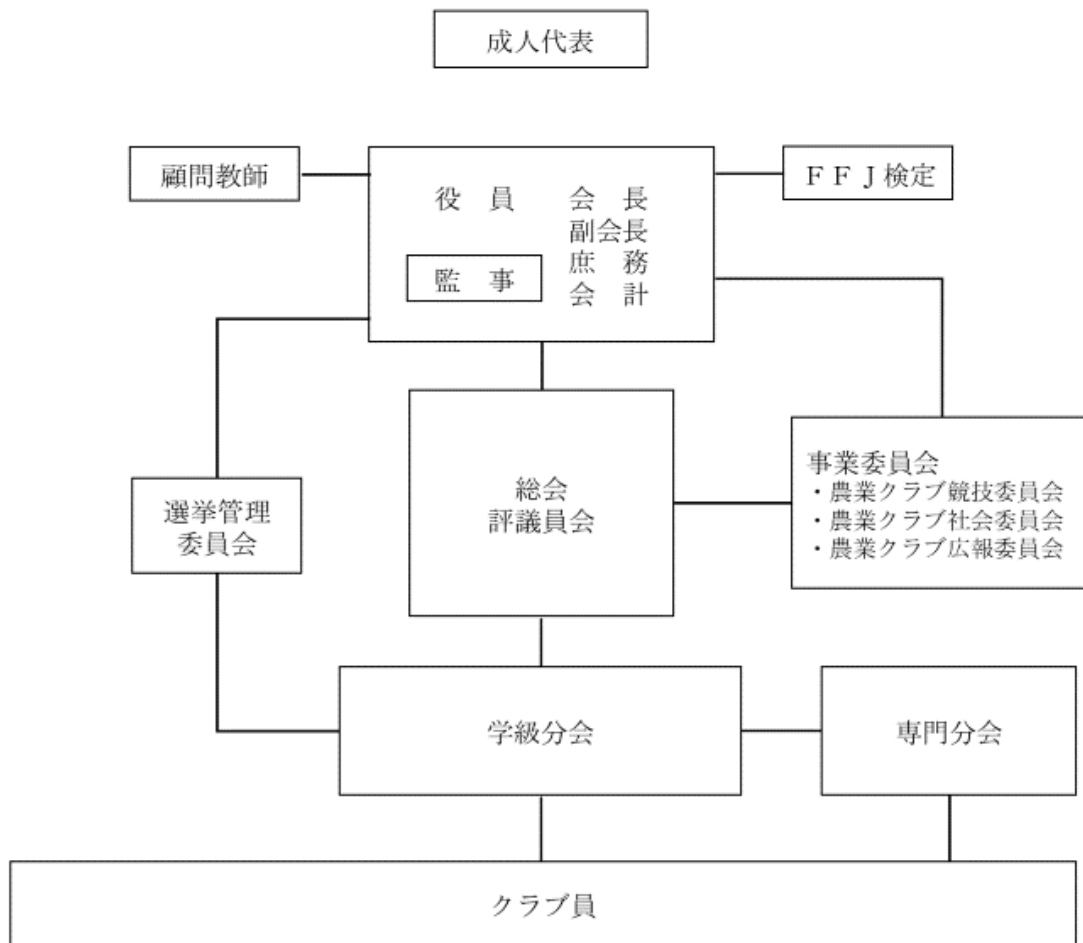 成人代表
顧問教師
ＦＦＪ検定
役　員　会　長
副会長
監　事　庶　務
会　計
総会
評議員会
事業委員会
・農業クラブ競技委員会
・農業クラブ社会委員会
・農業クラブ広報委員会
選挙管理
委員会
学級分会
専門分会
クラブ員